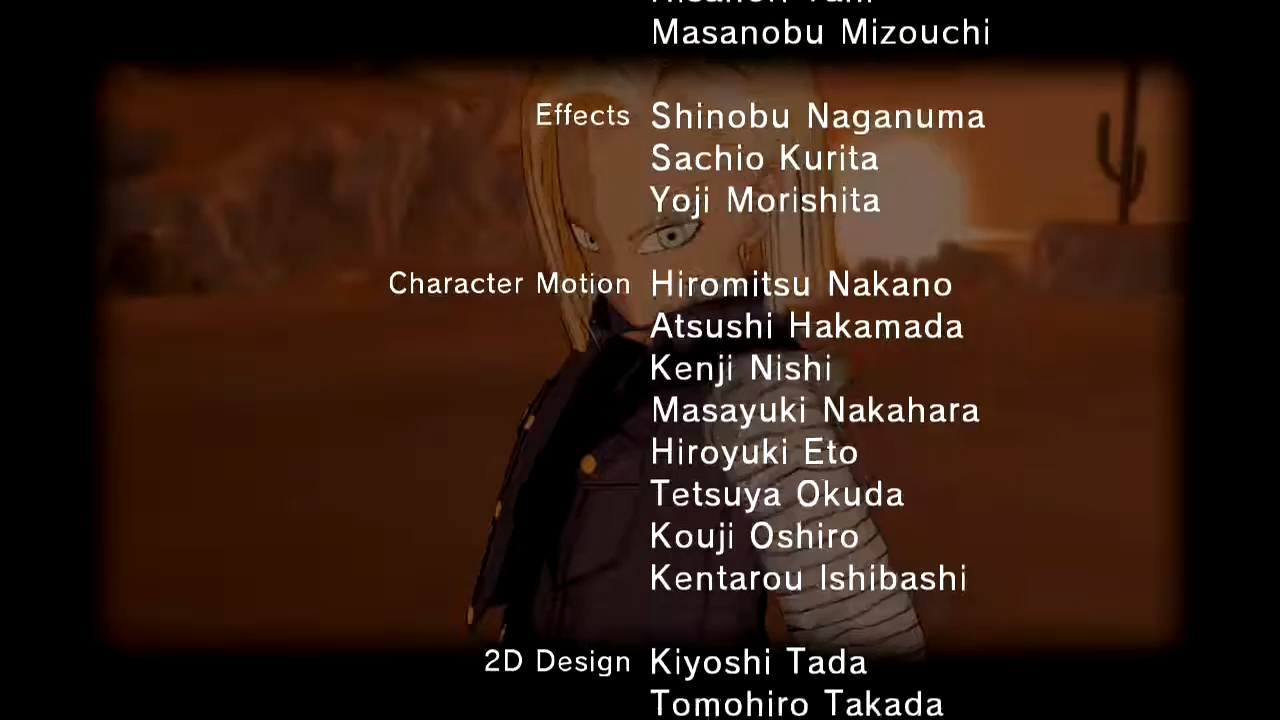 Masanobu Mizouchi
Effects Shinobu Naganuma
Sachio Kurita
Yoji Morishita
Character Motion Hiromitsu Nakano
Atsushi Hakamada
Kenji Nishi
Masayuki Nakahara
Hiroyuki Eto
Tetsuya Okuda
Kouji Oshiro
Kentarou Ishibashi
2D Design Kiyoshi Tada
Tomohiro Takada